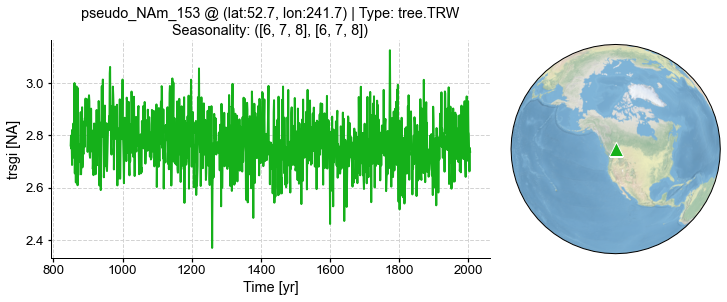 pseudo_NAm_153 @ (lat:52.7, lon:241.7) | Type: tree.TRW
Seasonality: ([6, 7, 8], [6, 7, 8])
trsgi [NA]
3.0
2.8
2.6
2.4
800 1000 1200 1400 1600 1800 2000
Time [yr]